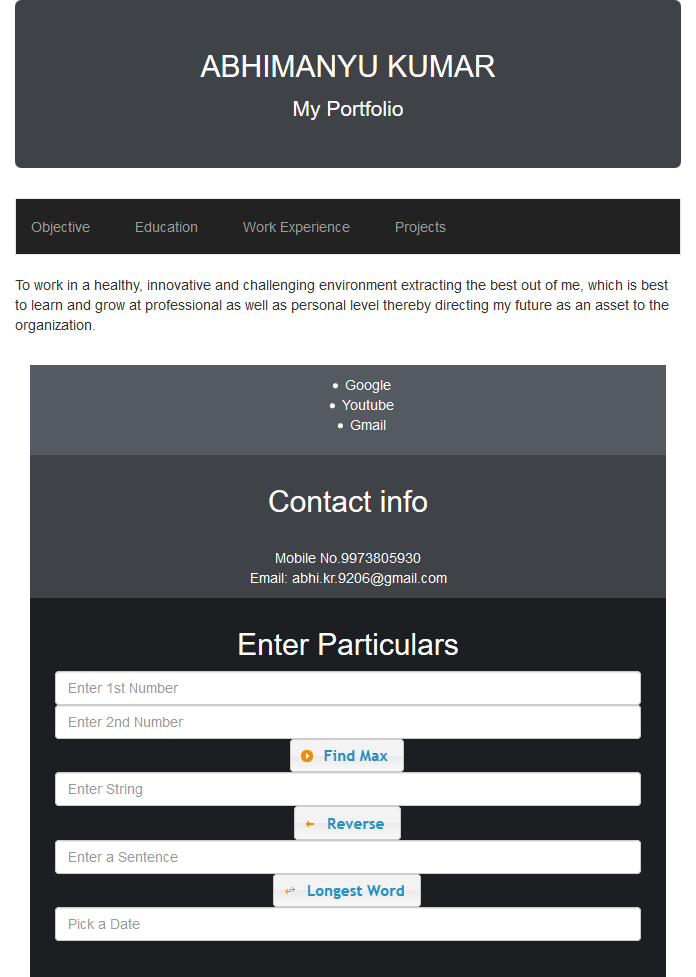 ABHIMANYU KUMAR
My Portfolio
Objective Education Work Experience Projects
To work in a healthy, innovative and challenging environment extracting the best out of me, which is best
to learn and grow at professional as well as personal level thereby directing my future as an asset to the
organization.
Google
Youtube
Gmail
Contact info
Mobile No.9973805930
Email: abhi.kr.9206@gmail.com
Enter Particulars
Enter 1st Number
Enter 2nd Number
Find Max
Enter String
Reverse
Enter a Sentence
Longest Word
Pick a Date